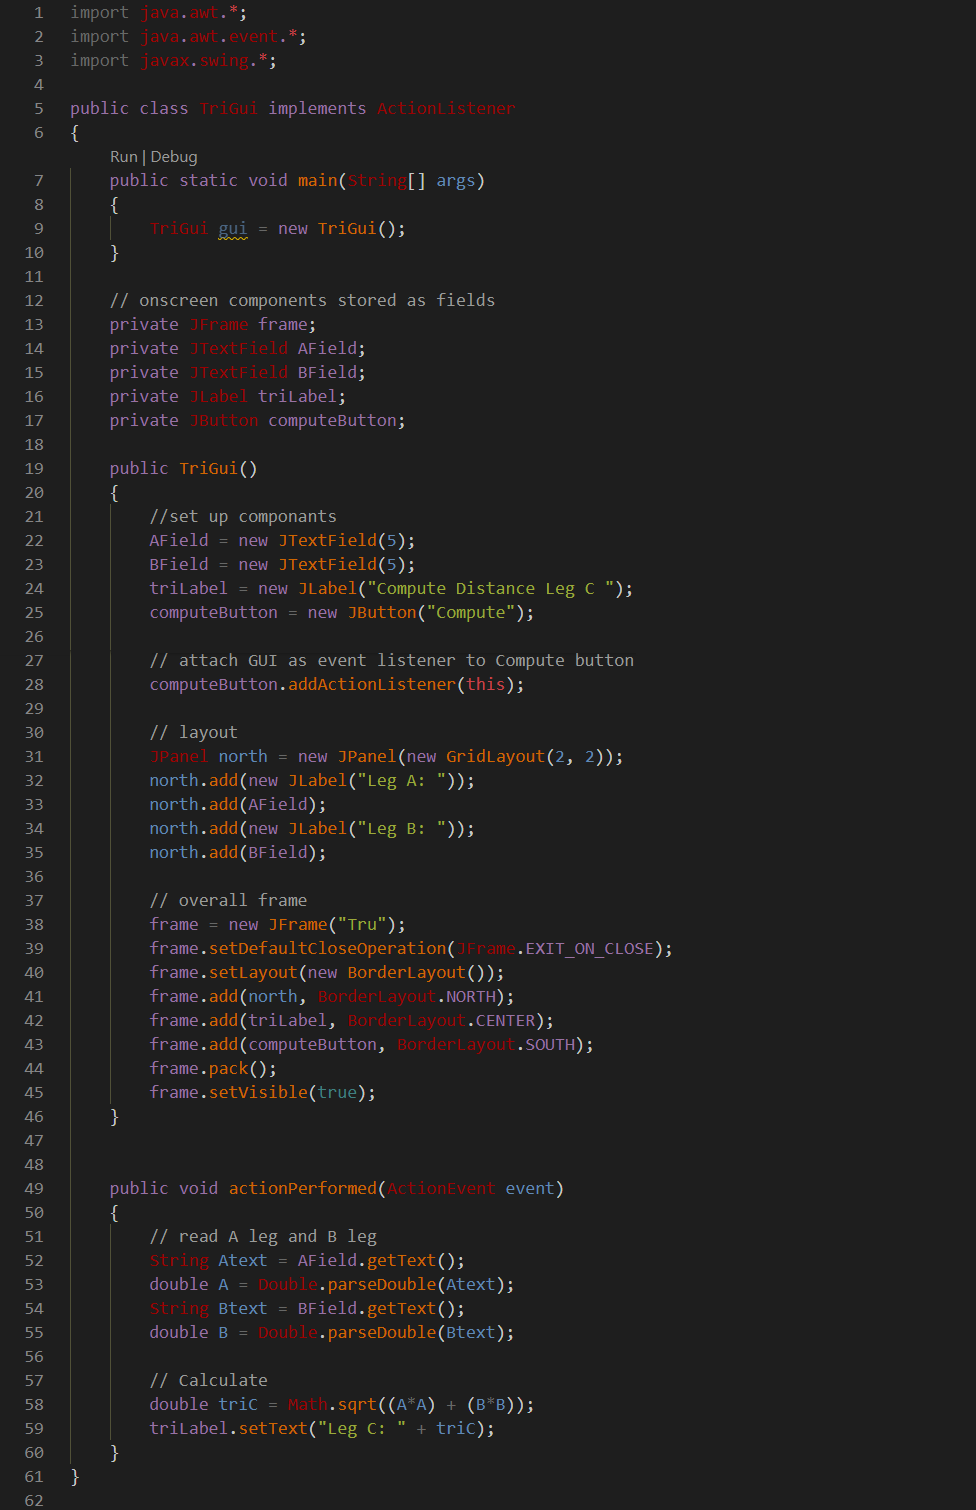 1 import java.awt.*;
2 import java.awt.event.*;
3 import javax.swing.*;
4
5 public class TriGui implements ActionListener
6 {
Run | Debug
7     public static void main(String[] args)
8     {
9         TriGui gui = new TriGui();
10     }
11
12     // onscreen components stored as fields
13     private JFrame frame;
14     private JTextField AField;
15     private JTextField BField;
16     private JLabel triLabel;
17     private JButton computeButton;
18
19     public TriGui()
20     {
21         //set up componants
22         AField = new JTextField(5);
23         BField = new JTextField(5);
24         triLabel = new JLabel("Compute Distance Leg C ");
25         computeButton = new JButton("Compute");
26
27         // attach GUI as event listener to Compute button
28         computeButton.addActionListener(this);
29
30         // layout
31         JPanel north = new JPanel(new GridLayout(2, 2));
32         north.add(new JLabel("Leg A: "));
33         north.add(AField);
34         north.add(new JLabel("Leg B: "));
35         north.add(BField);
36
37         // overall frame
38         frame = new JFrame("Tru");
39         frame.setDefaultCloseOperation(JFrame.EXIT_ON_CLOSE);
40         frame.setLayout(new BorderLayout());
41         frame.add(north, BorderLayout.NORTH);
42         frame.add(triLabel, BorderLayout.CENTER);
43         frame.add(computeButton, BorderLayout.SOUTH);
44         frame.pack();
45         frame.setVisible(true);
46     }
47
48
49     public void actionPerformed(ActionEvent event)
50     {
51         // read A leg and B leg
52         String Atext = AField.getText();
53         double A = Double.parseDouble(Atext);
54         String Btext = BField.getText();
55         double B = Double.parseDouble(Btext);
56
57         // Calculate
58         double triC = Math.sqrt((A*A) + (B*B));
59         triLabel.setText("Leg C: " + triC);
60     }
61 }
62